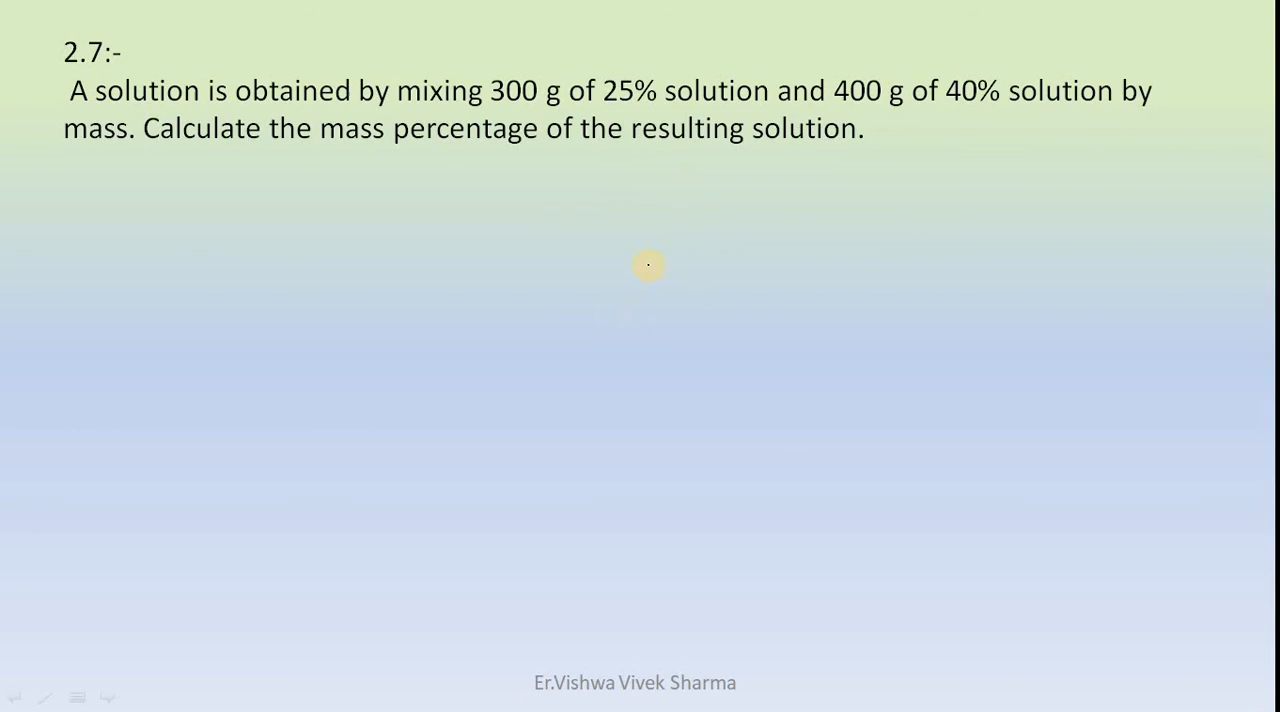 2.7:-
A solution is obtained by mixing 300 g of 25% solution and 400 g of 40% solution by
mass. Calculate the mass percentage of the resulting solution.
Er.Vishwa Vivek Sharma